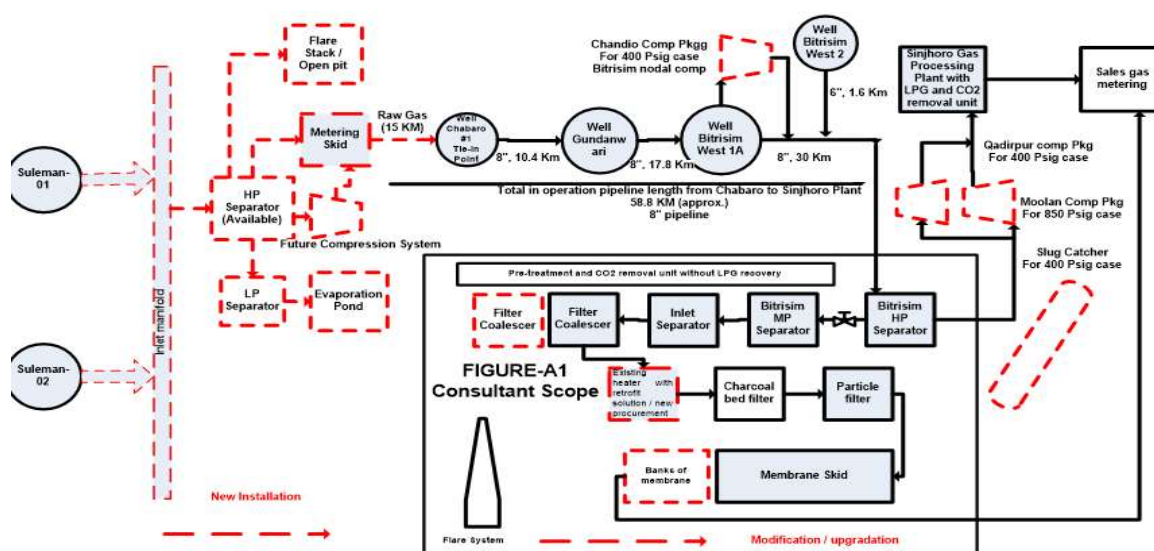 Flare
Stack /
Open pit
Chandio Comp Pkgg
For 400 Psig case
Bitrisim nodal comp
Well
Bitrisim
West 2
Sinjhoro Gas
Processing
Plant with
LPG and CO2
removal unit
Sales gas
metering
6", 1.6 Km
Metering
Skid
Raw Gas
(15 KM)
Well
Chabaro
#1
Tie-in
Point
8", 10.4 Km
Well
Gundanw
ari
8", 17.8 Km
Well
Bitrisim
West 1A
8", 30 Km
Qadirpur comp Pkg
For 400 Psig case
Suleman-
01
HP
Separator
(Available)
Total in operation pipeline length from Chabaro to Sinjhoro Plant
58.8 KM (approx.)
8" pipeline
Moolan Comp Pkg
For 850 Psig case
Future Compression System
Slug Catcher
For 400 Psig case
Inlet manifold
LP
Separator
Evaporation
Pond
Pre-treatment and CO2 removal unit without LPG recovery
Filter
Coalescer
Filter
Coalescer
Inlet
Separator
Bitrisim
MP Separator
Bitrisim
HP
Separator
Suleman-
02
FIGURE-A1
Consultant Scope
Existing
heater with
retrofit
solution / new
procurement
Charcoal
bed filter
Particle
filter
Banks of
membrane
Membrane Skid
New Installation
Flare System
Modification / upgradation